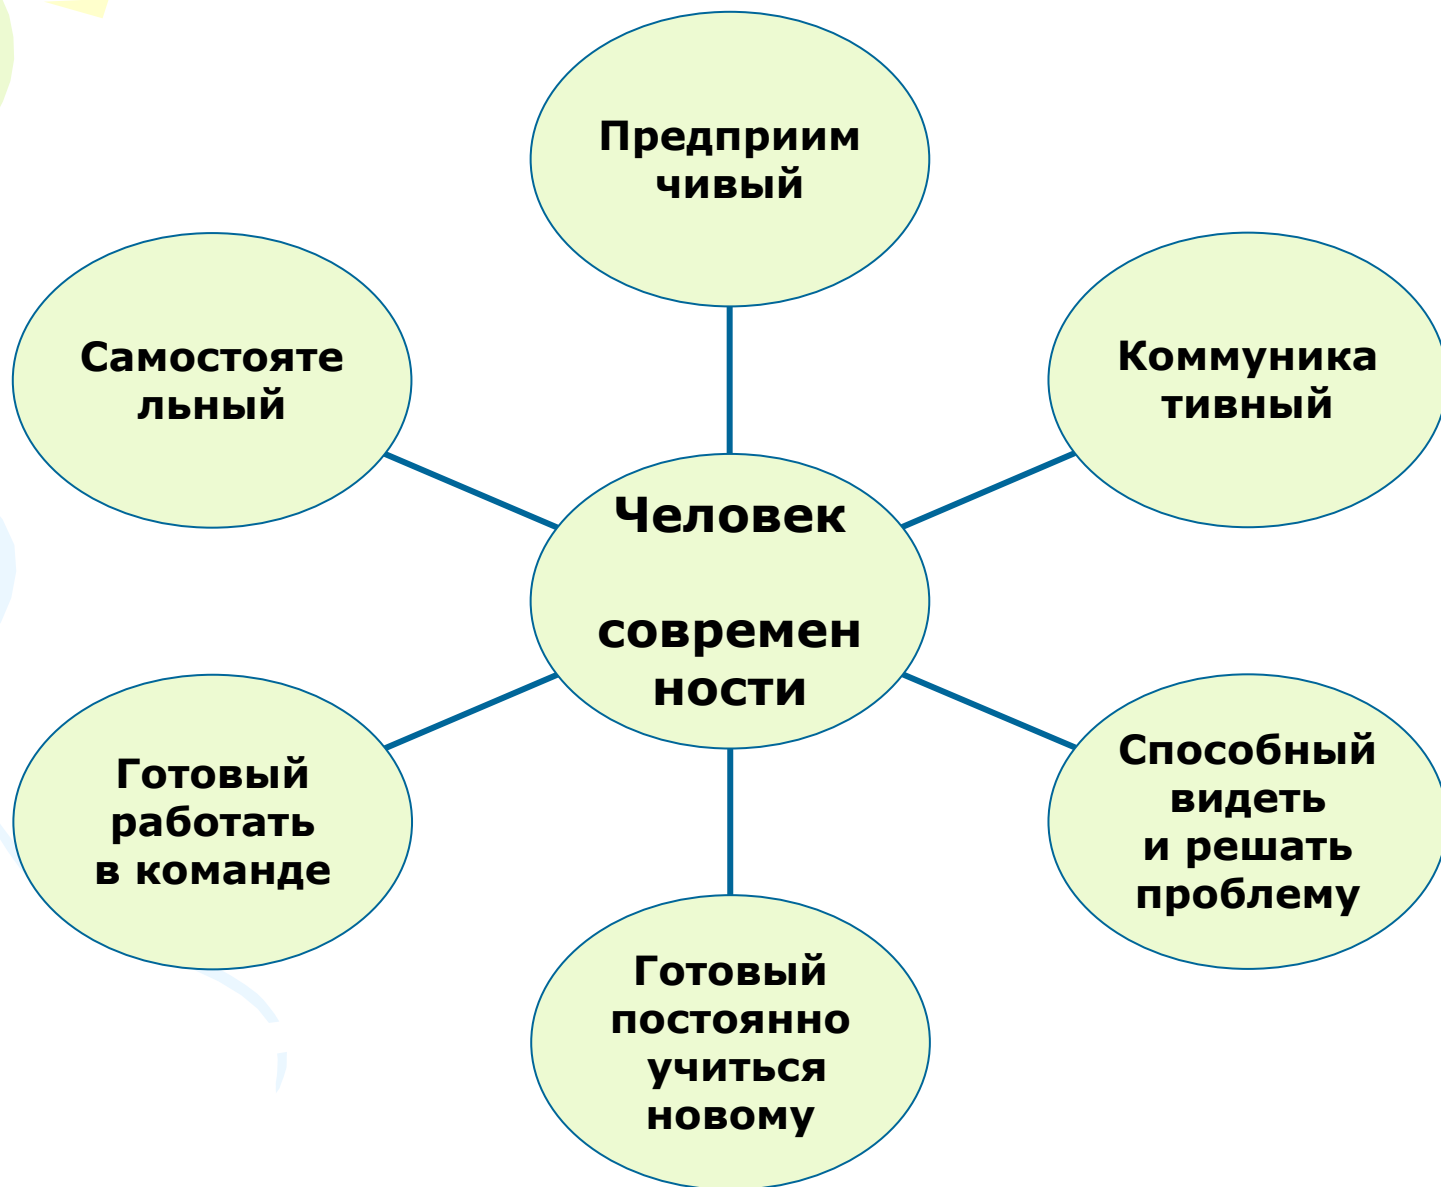 Предприим
чивый
Самостояте
льный
Коммуника
тивный
Человек
современ
ности
Готовый
работать
в команде
Способный
видеть
и решать
проблему
Готовый
постоянно
учиться
новому